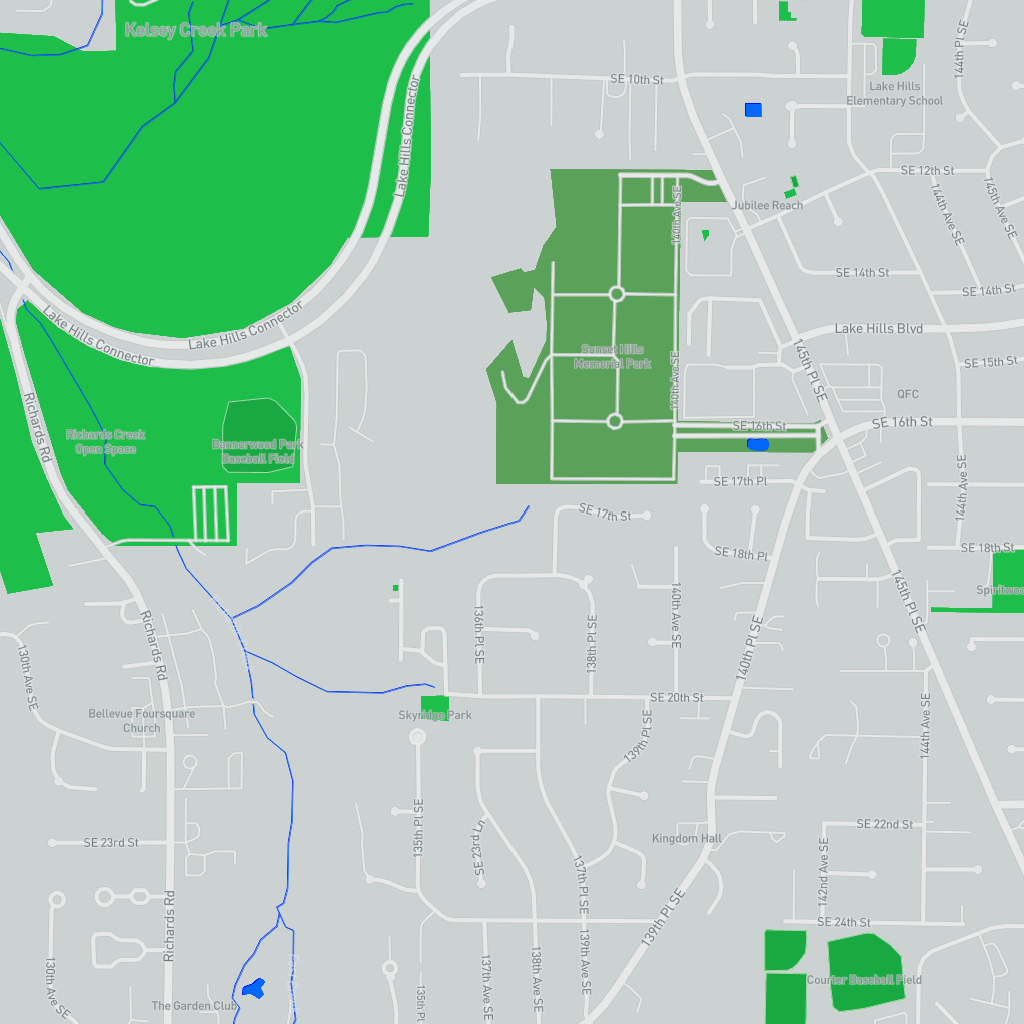 Kelsey Creek Park
144th Pl SE
SE 10th St
Lake Hills
Elementary School
Lake Hills Connector
SE 12th St
Jubilee Reach
140th Ave SE
144th Ave SE
145th Ave SE
SE 14th St
SE 14th St
Lake Hills Connector
Lake Hills Connector
Lake Hills Blvd
Sunset Hills
Memorial Park
140th Ave SE
145th Pl SE
SE 15th St
QFC
Richards Rd
Richards Creek
Open Space
Bannerwood Park
Baseball Field
SE 16th St
SE 16th St
SE 17th Pl
144th Ave SE
SE 17th St
SE 18th Pl
SE 18th St
Spiritwoo
145th Pl SE
140th Ave SE
136th Pl SE
138th Pl SE
140th Pl SE
Richards Rd
130th Ave SE
SE 20th St
Bellevue Foursquare
Church
Skyridge Park
139th Pl SE
144th Ave SE
135th Pl SE
SE 23rd Ln
SE 23rd St
Kingdom Hall
SE 22nd St
142nd Ave SE
137th Pl SE
139th Pl SE
SE 24th St
Richards Rd
130th Ave SE
The Garden Club
135th Pl
137th Ave SE
138th Ave SE
139th Ave SE
Counter Baseball Field